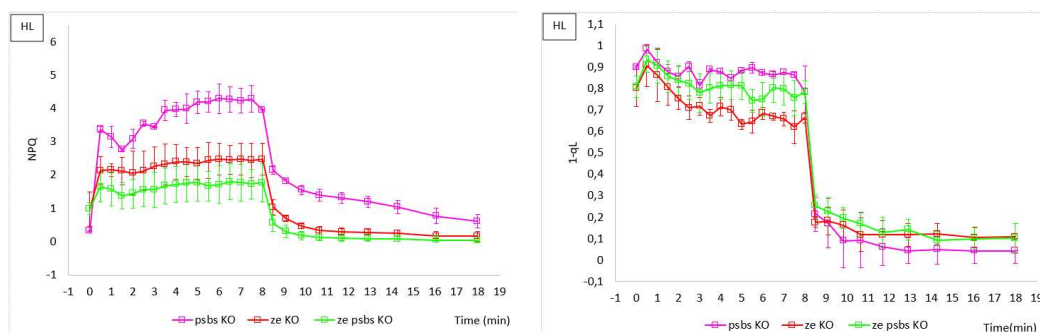 HL
NPQ
6
5
4
3
2
1
0
-1
-1 0 1 2 3 4 5 6 7 8 9 10 11 12 13 14 15 16 17 18 19
Time (min)
psbs KO ze KO ze psbs KO
HL
1-qL
1,1
1
0,9
0,8
0,7
0,6
0,5
0,4
0,3
0,2
0,1
0
-0,1
-1 0 1 2 3 4 5 6 7 8 9 10 11 12 13 14 15 16 17 18 19
Time(min)
psbs KO ze KO ze psbs KO